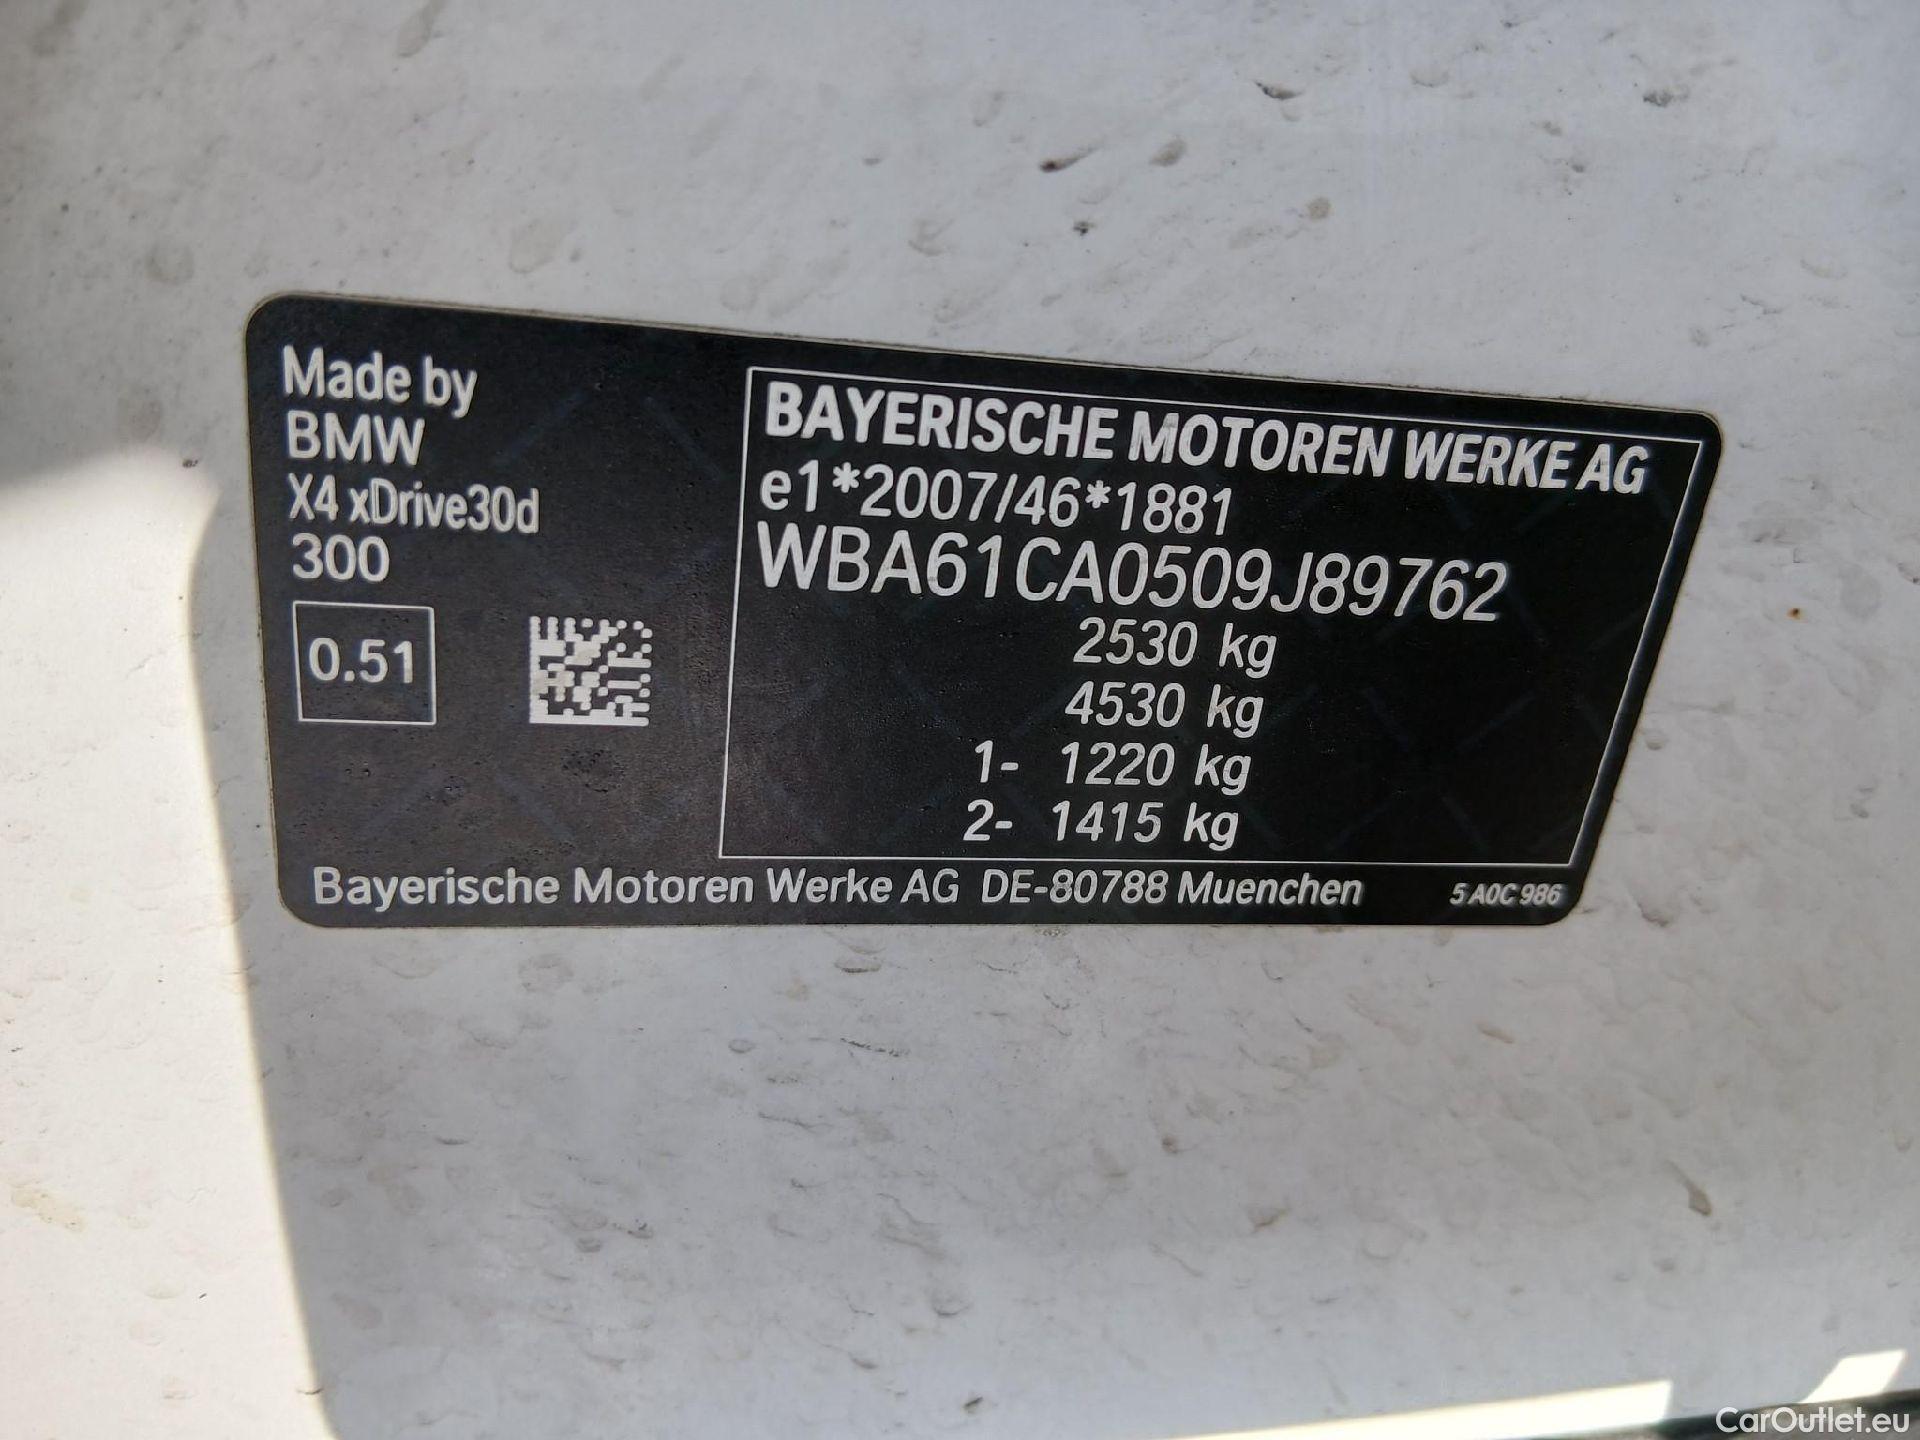 Made by
BMW
X4 xDrive30d
300
0.51
BAYERISCHE MOTOREN WERKE AG
e1*2007/46*1881
WBA61CA0509J89762
2530 kg
4530 kg
1- 1220 kg
2- 1415 kg
Bayerische Motoren Werke AG DE-80788 Muenchen
5 A0C 986
CarOutlet.eu